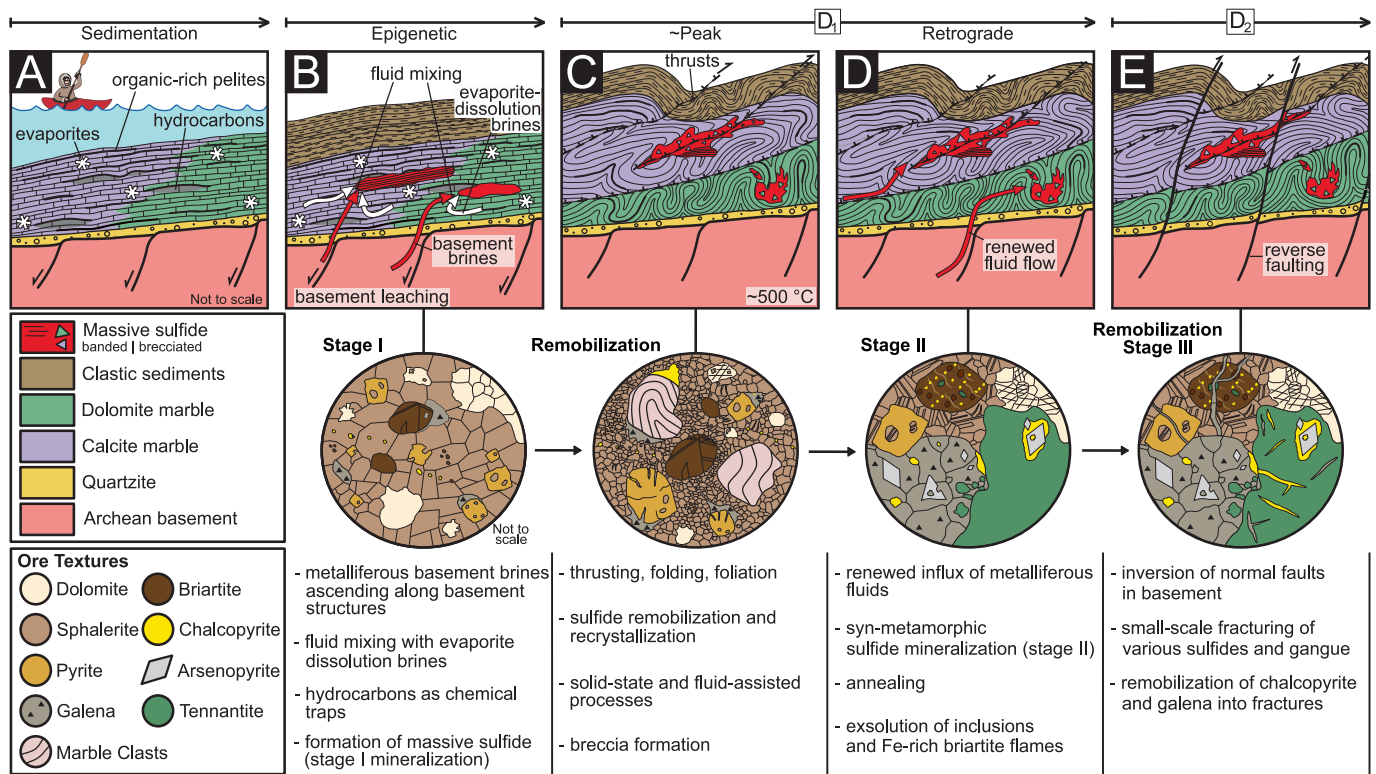 Sedimentation
Epigenetic
~Peak
D1
Retrograde
D2
A
organic-rich pelites
evaporites
hydrocarbons
Not to scale
B
fluid mixing
evaporite-
dissolution
brines
basement
brines
basement leaching
C
thrusts
~500 °C
D
renewed
fluid flow
E
reverse
faulting
Massive sulfide
banded I brecciated
Clastic sediments
Dolomite marble
Calcite marble
Quartzite
Archean basement
Stage I
Not to
scale
Remobilization
Stage II
Remobilization
Stage III
Ore Textures
Dolomite
Briartite
Sphalerite
Chalcopyrite
Pyrite
Arsenopyrite
Galena
Tennantite
Marble Clasts
- metalliferous basement brines
ascending along basement
structures
- fluid mixing with evaporite
dissolution brines
- hydrocarbons as chemical
traps
- formation of massive sulfide
(stage I mineralization)
- thrusting, folding, foliation
- sulfide remobilization and
recrystallization
- solid-state and fluid-assisted
processes
- breccia formation
- renewed influx of metalliferous
fluids
- syn-metamorphic
sulfide mineralization (stage II)
- annealing
- exsolution of inclusions
and Fe-rich briartite flames
- inversion of normal faults
in basement
- small-scale fracturing of
various sulfides and gangue
- remobilization of chalcopyrite
and galena into fractures